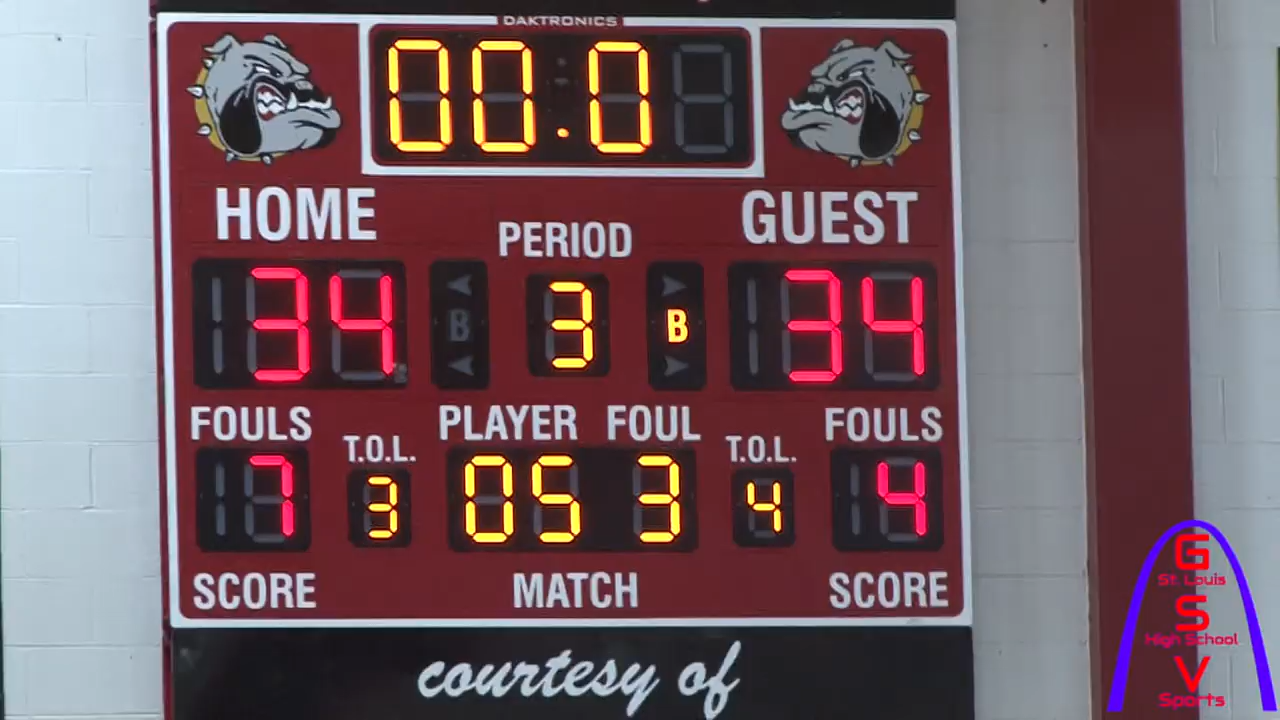 DAKTRONICS
00.0
HOME
GUEST
PERIOD
34
B
3
B
34
FOULS
PLAYER
FOUL
FOULS
T.O.L.
T.O.L.
7
3
05
3
4
4
SCORE
MATCH
SCORE
courtesy of
G
St. Louis
S
High School
V
Sports